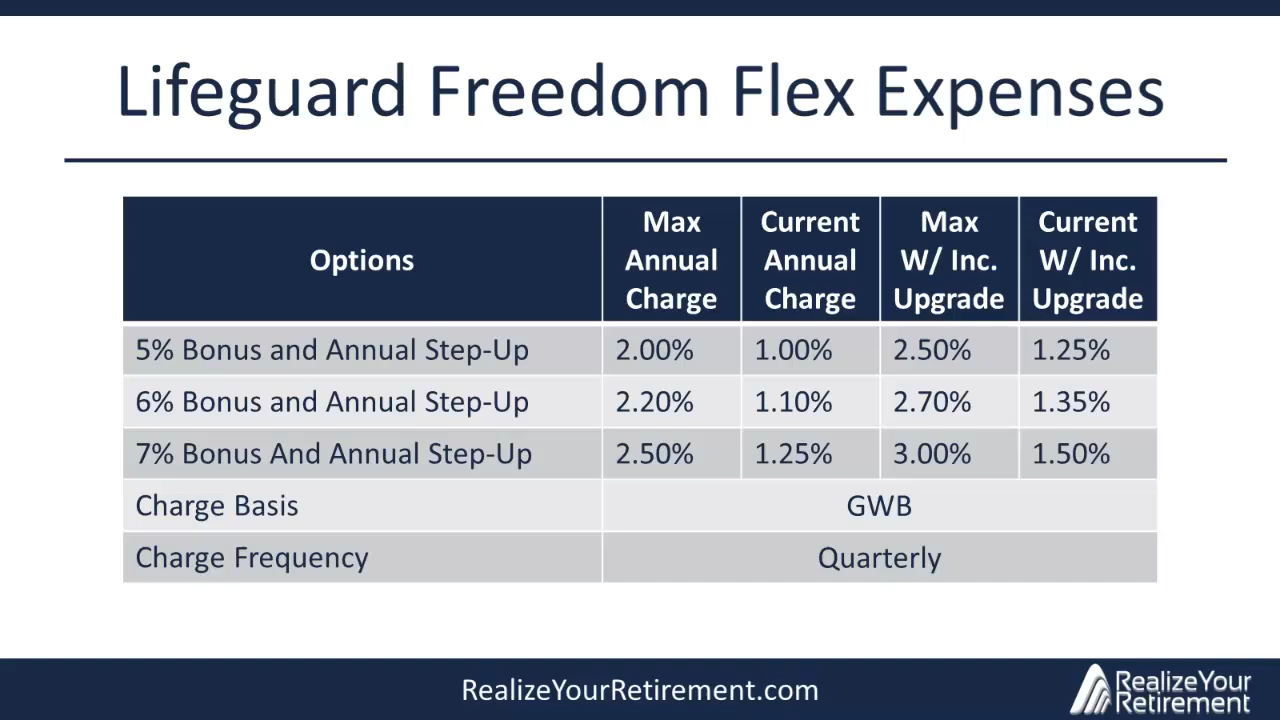 Lifeguard Freedom Flex Expenses
Options
Max Annual Charge
Current Annual Charge
Max W/ Inc. Upgrade
Current W/ Inc. Upgrade
5% Bonus and Annual Step-Up 2.00% 1.00% 2.50% 1.25%
6% Bonus and Annual Step-Up 2.20% 1.10% 2.70% 1.35%
7% Bonus And Annual Step-Up 2.50% 1.25% 3.00% 1.50%
Charge Basis GWB
Charge Frequency Quarterly
RealizeYourRetirement.com
RealizeYour
Retirement